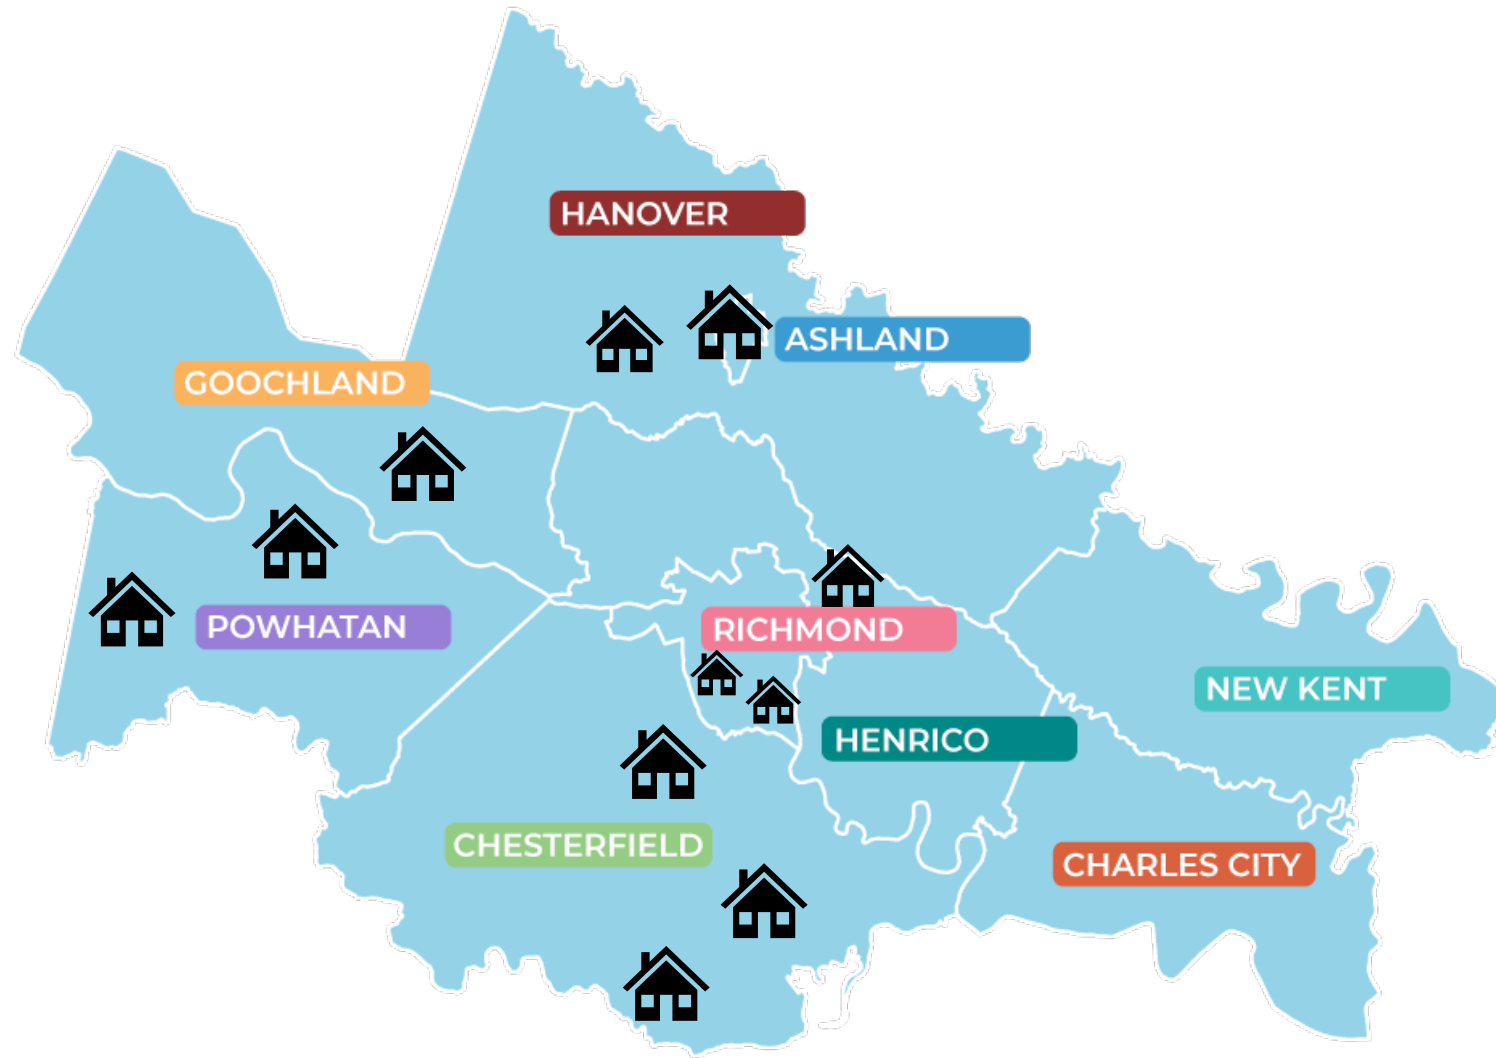 HANOVER
ASHLAND
GOOCHLAND
POWHATAN
RICHMOND
NEW KENT
HENRICO
CHESTERFIELD
CHARLES CITY